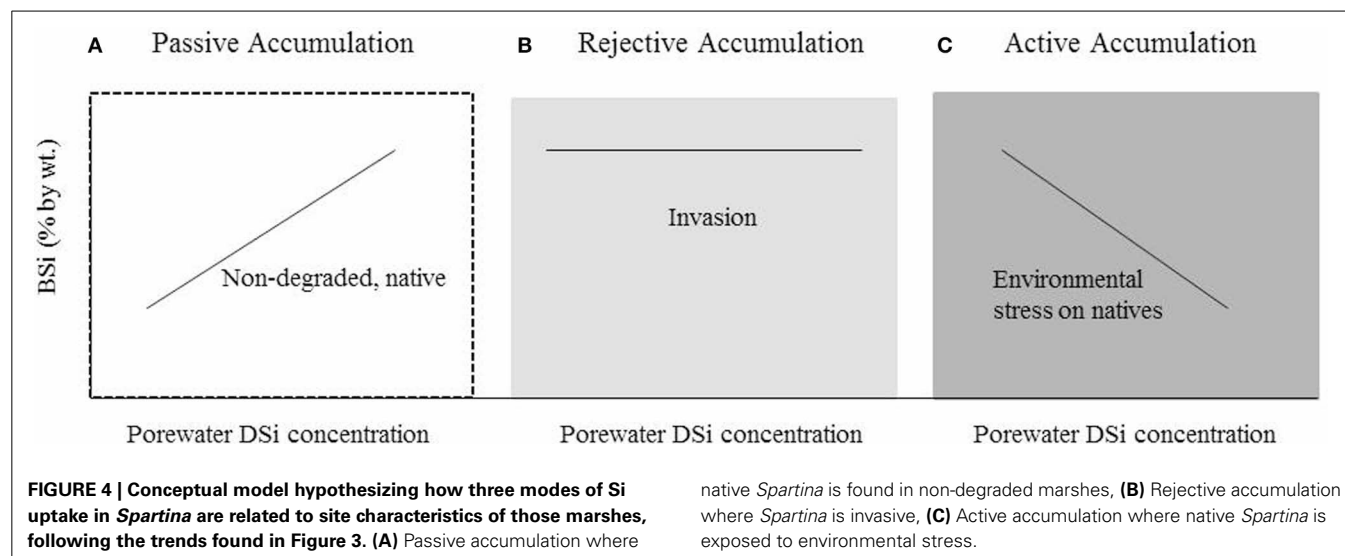 A Passive Accumulation
B Rejective Accumulation
C Active Accumulation
BSi (% by wt.)
Non-degraded, native
Invasion
Environmental
stress on natives
Porewater DSi concentration
Porewater DSi concentration
Porewater DSi concentration
FIGURE 4 | Conceptual model hypothesizing how three modes of Si
uptake in Spartina are related to site characteristics of those marshes,
following the trends found in Figure 3. (A) Passive accumulation where
native Spartina is found in non-degraded marshes, (B) Rejective accumulation
where Spartina is invasive, (C) Active accumulation where native Spartina is
exposed to environmental stress.